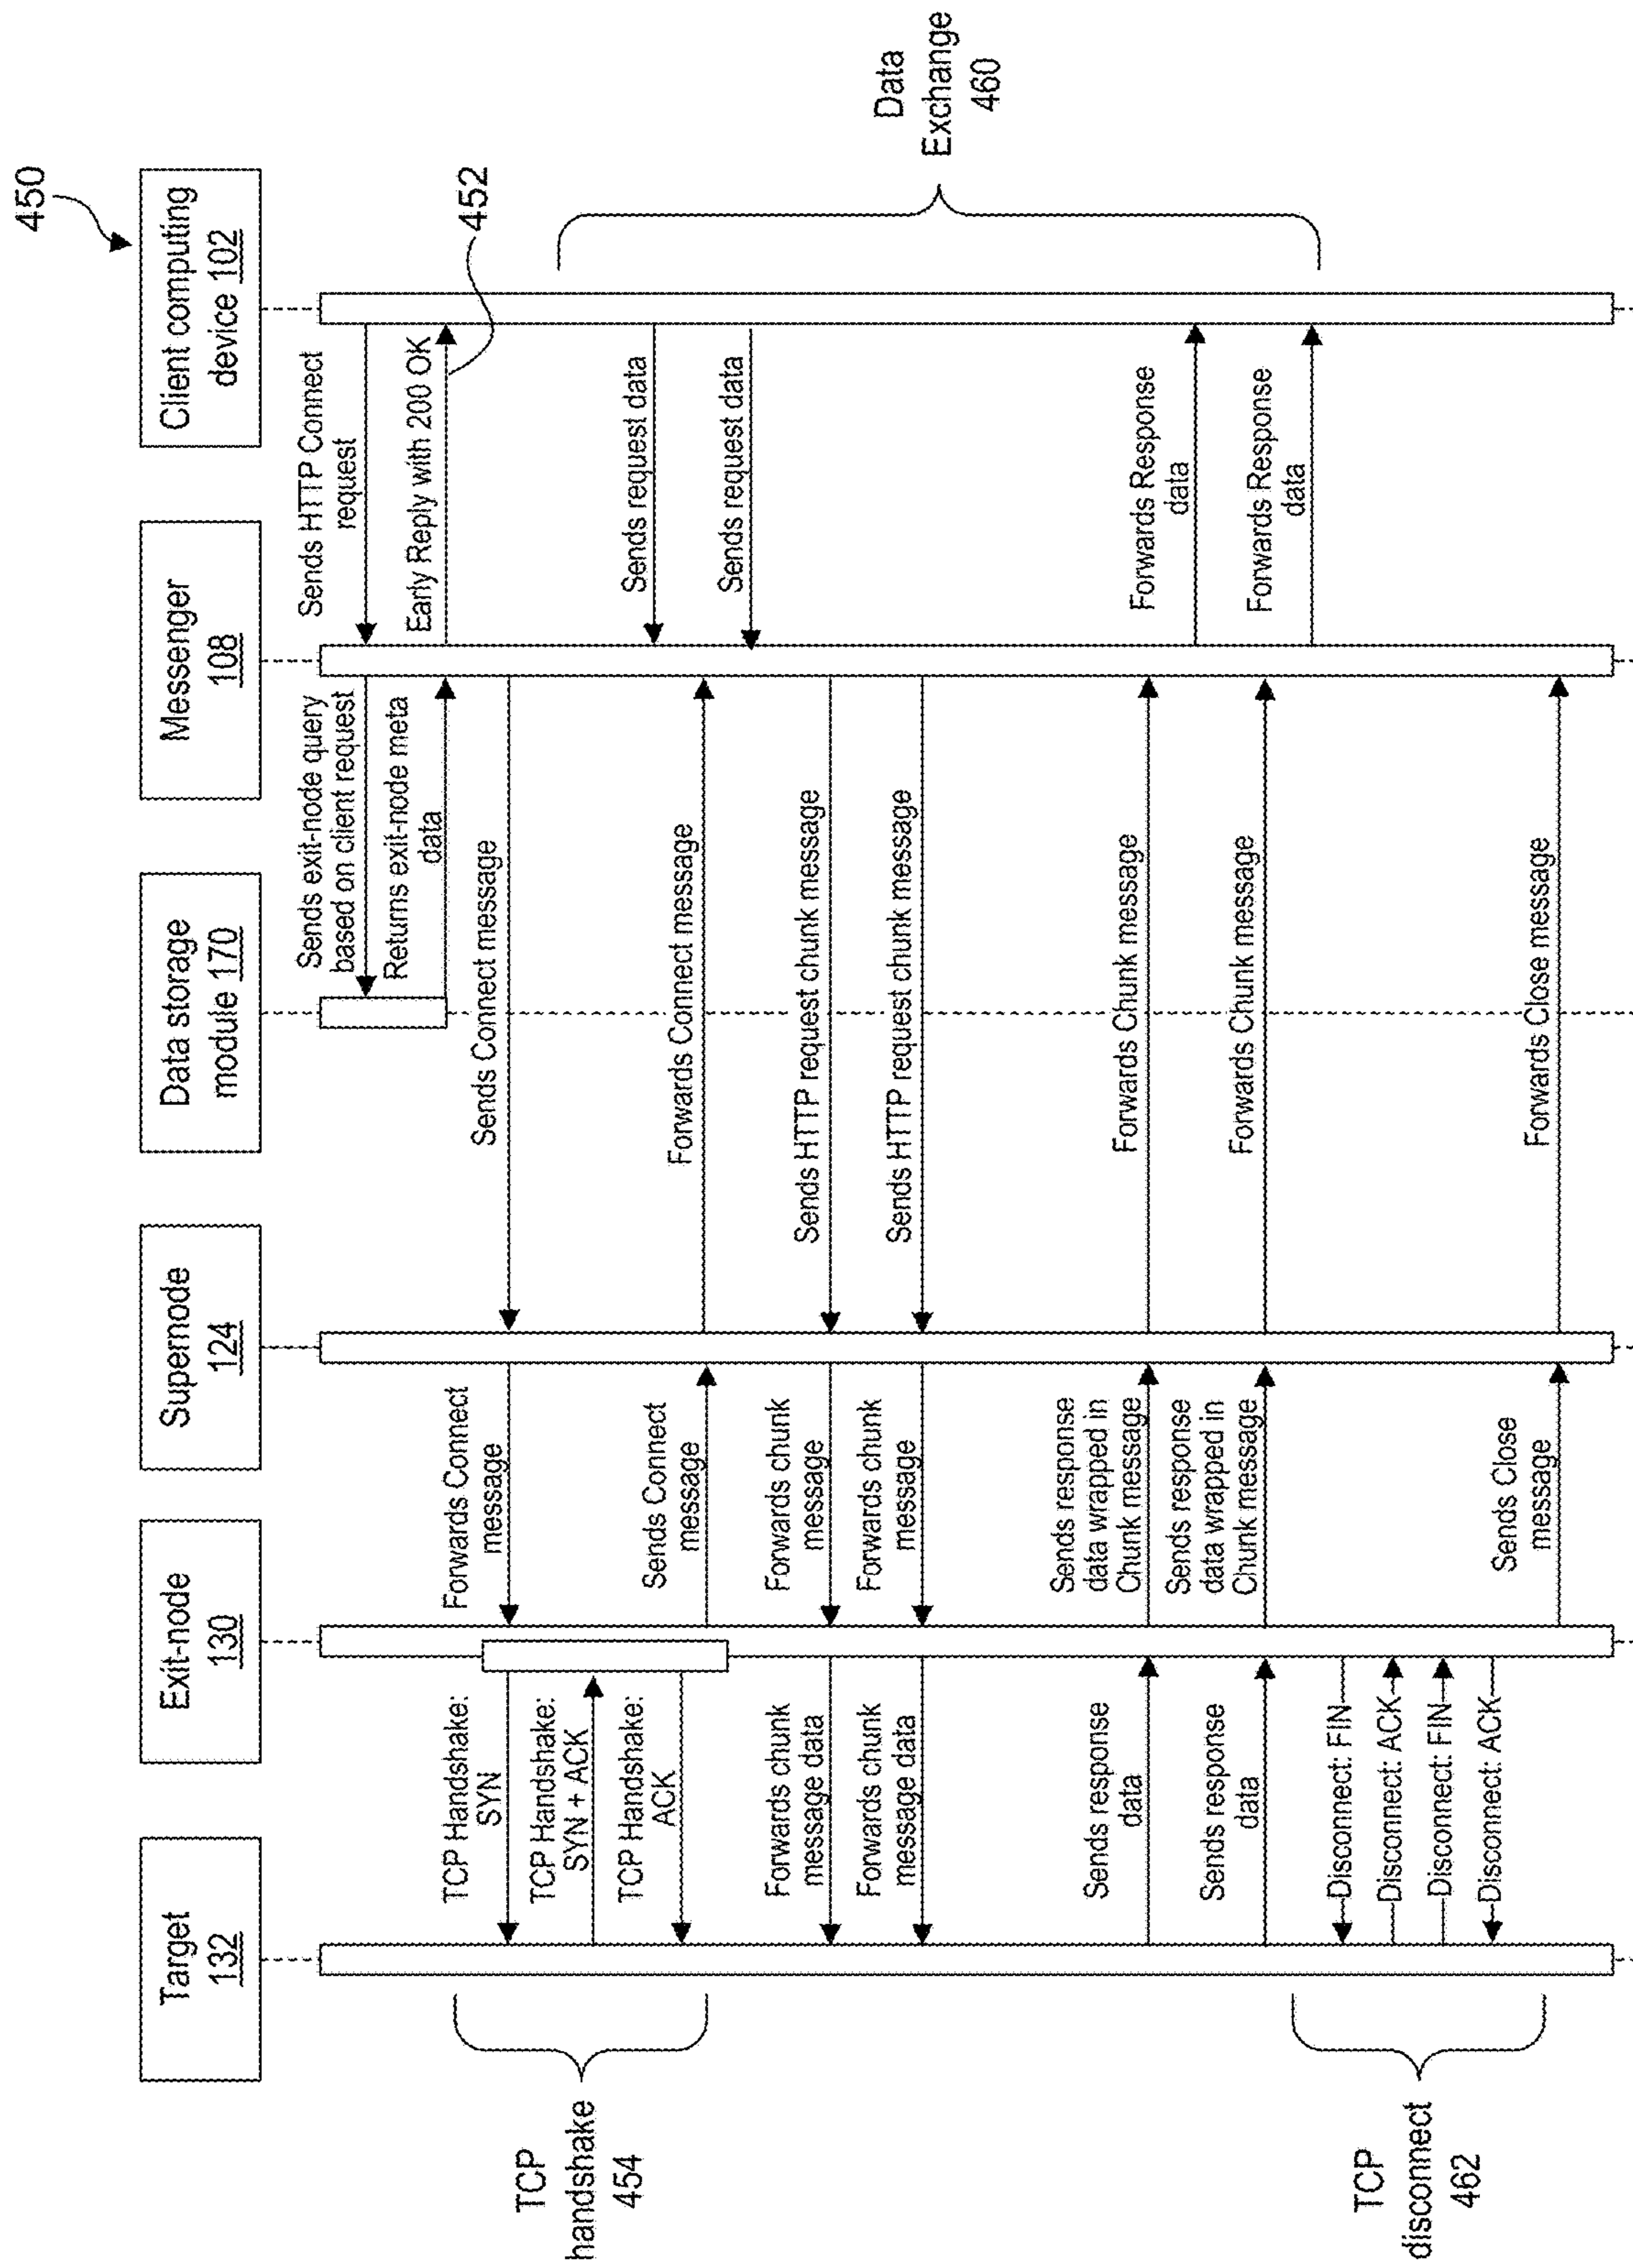 450
Target
132
Exit-node
130
Supernode
124
Data storage
module 170
Messenger
108
Client computing
device 102
Sends HTTP Connect
request
Sends exit-node query
based on client request
Early Reply with 200 OK
452
Returns exit-node meta
data
Sends Connect message
Forwards Connect
message
TCP Handshake:
SYN
TCP Handshake:
SYN + ACK
TCP Handshake:
ACK
TCP
handshake
454
Sends Connect
message
Forwards Connect message
Sends request data
Sends request data
Sends HTTP request chunk message
Forwards chunk
message
Forwards chunk
message data
Sends HTTP request chunk message
Forwards chunk
message
Forwards chunk
message data
Data
Exchange
460
Sends response
data
Sends response
data wrapped in
Chunk message
Forwards Chunk message
Forwards Response
data
Sends response
data
Sends response
data wrapped in
Chunk message
Forwards Chunk message
Forwards Response
data
Disconnect: FIN
Disconnect: ACK
Disconnect: FIN
Disconnect: ACK
TCP
disconnect
462
Sends Close
message
Forwards Close message